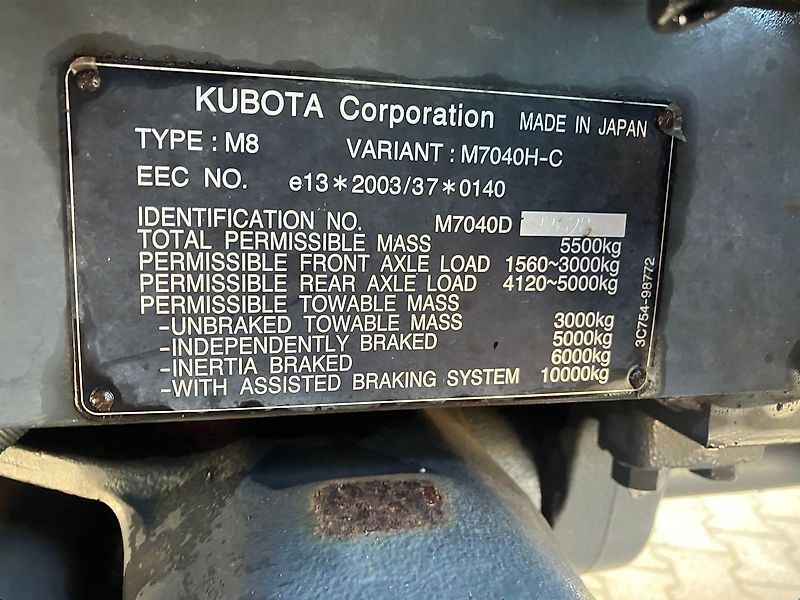 KUBOTA Corporation MADE IN JAPAN
TYPE : M8 VARIANT : M7040H-C
EEC NO. e13*2003/37*0140
IDENTIFICATION NO. M7040D
TOTAL PERMISSIBLE MASS 5500kg
PERMISSIBLE FRONT AXLE LOAD 1560~3000kg
PERMISSIBLE REAR AXLE LOAD 4120~5000kg
PERMISSIBLE TOWABLE MASS
-UNBRAKED TOWABLE MASS 3000kg
-INDEPENDENTLY BRAKED 5000kg
-INERTIA BRAKED 6000kg
-WITH ASSISTED BRAKING SYSTEM 10000kg
3C754-98772